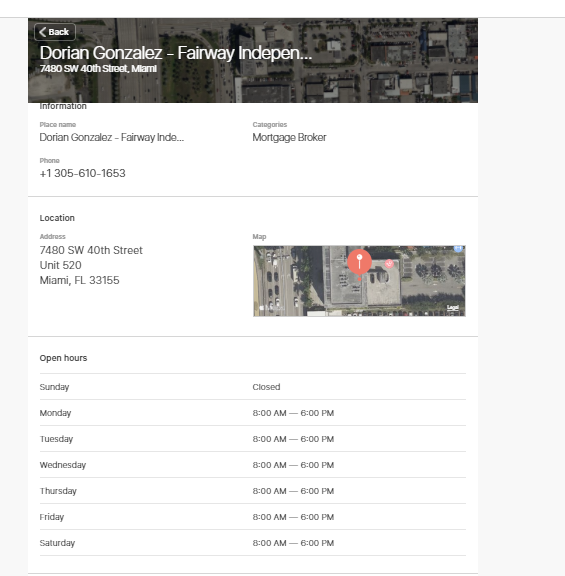 Back
Dorian Gonzalez - Fairway Indepen...
7480 SW 40th Street, Miami
Information
Place name
Categories
Dorian Gonzalez - Fairway Inde...
Mortgage Broker
Phone
+1 305-610-1653
Location
Address
Map
7480 SW 40th Street
Unit 520
Miami, FL 33155
Legal
Open hours
Sunday Closed
Monday 8:00 AM — 6:00 PM
Tuesday 8:00 AM — 6:00 PM
Wednesday 8:00 AM — 6:00 PM
Thursday 8:00 AM — 6:00 PM
Friday 8:00 AM — 6:00 PM
Saturday 8:00 AM — 6:00 PM